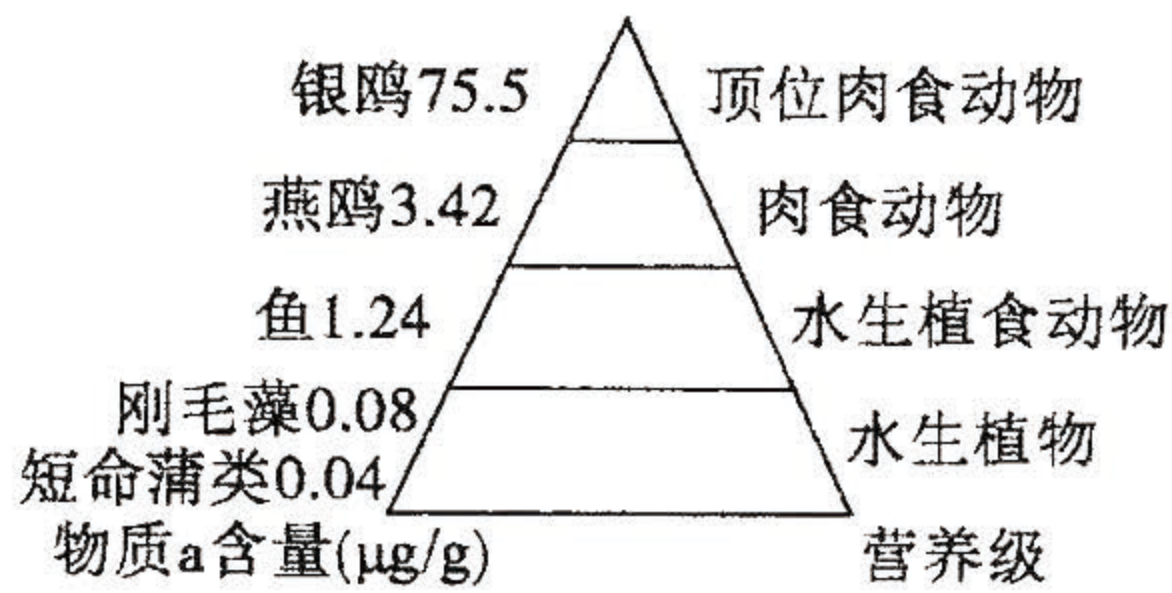 银鸥75.5 顶位肉食动物
燕鸥3.42 肉食动物
鱼1.24 水生植食动物
刚毛藻0.08
水生植物
短命蒲类0.04
物质a含量(μg/g) 营养级